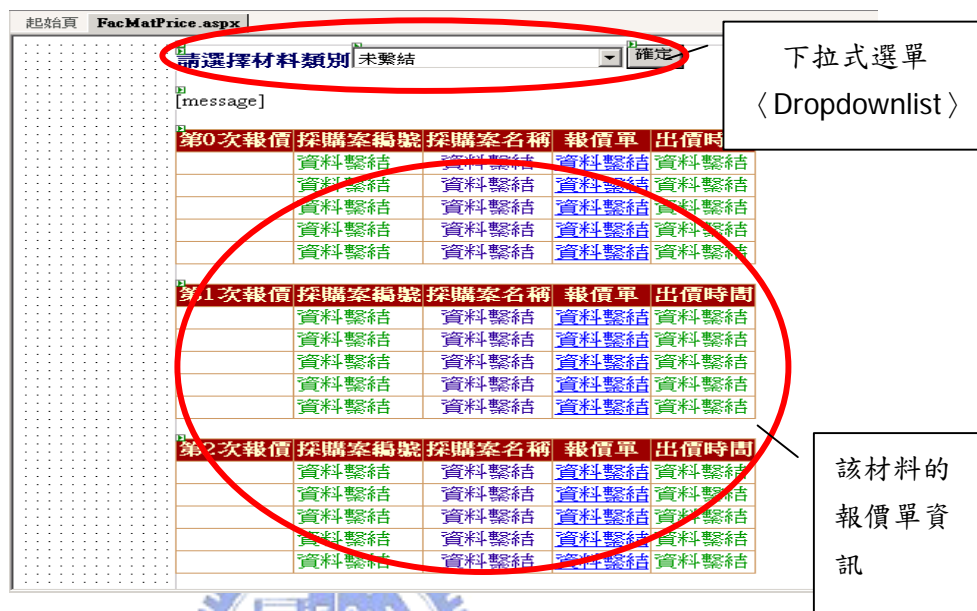 起始頁 FacMatPrice.aspx
請選擇材料類別 未繫結 確定
[message]
第0次報價 採購案編號 採購案名稱 報價單 出價時
資料繫結 資料繫結 資料繫結 資料繫結
資料繫結 資料繫結 資料繫結 資料繫結
資料繫結 資料繫結 資料繫結 資料繫結
資料繫結 資料繫結 資料繫結 資料繫結
資料繫結 資料繫結 資料繫結 資料繫結
第1次報價 採購案編號 採購案名稱 報價單 出價時間
資料繫結 資料繫結 資料繫結 資料繫結
資料繫結 資料繫結 資料繫結 資料繫結
資料繫結 資料繫結 資料繫結 資料繫結
資料繫結 資料繫結 資料繫結 資料繫結
資料繫結 資料繫結 資料繫結 資料繫結
第2次報價 採購案編號 採購案名稱 報價單 出價時間
資料繫結 資料繫結 資料繫結 資料繫結
資料繫結 資料繫結 資料繫結 資料繫結
資料繫結 資料繫結 資料繫結 資料繫結
資料繫結 資料繫結 資料繫結 資料繫結
資料繫結 資料繫結 資料繫結 資料繫結
下拉式選單
〈Dropdownlist〉
該材料的
報價單資
訊